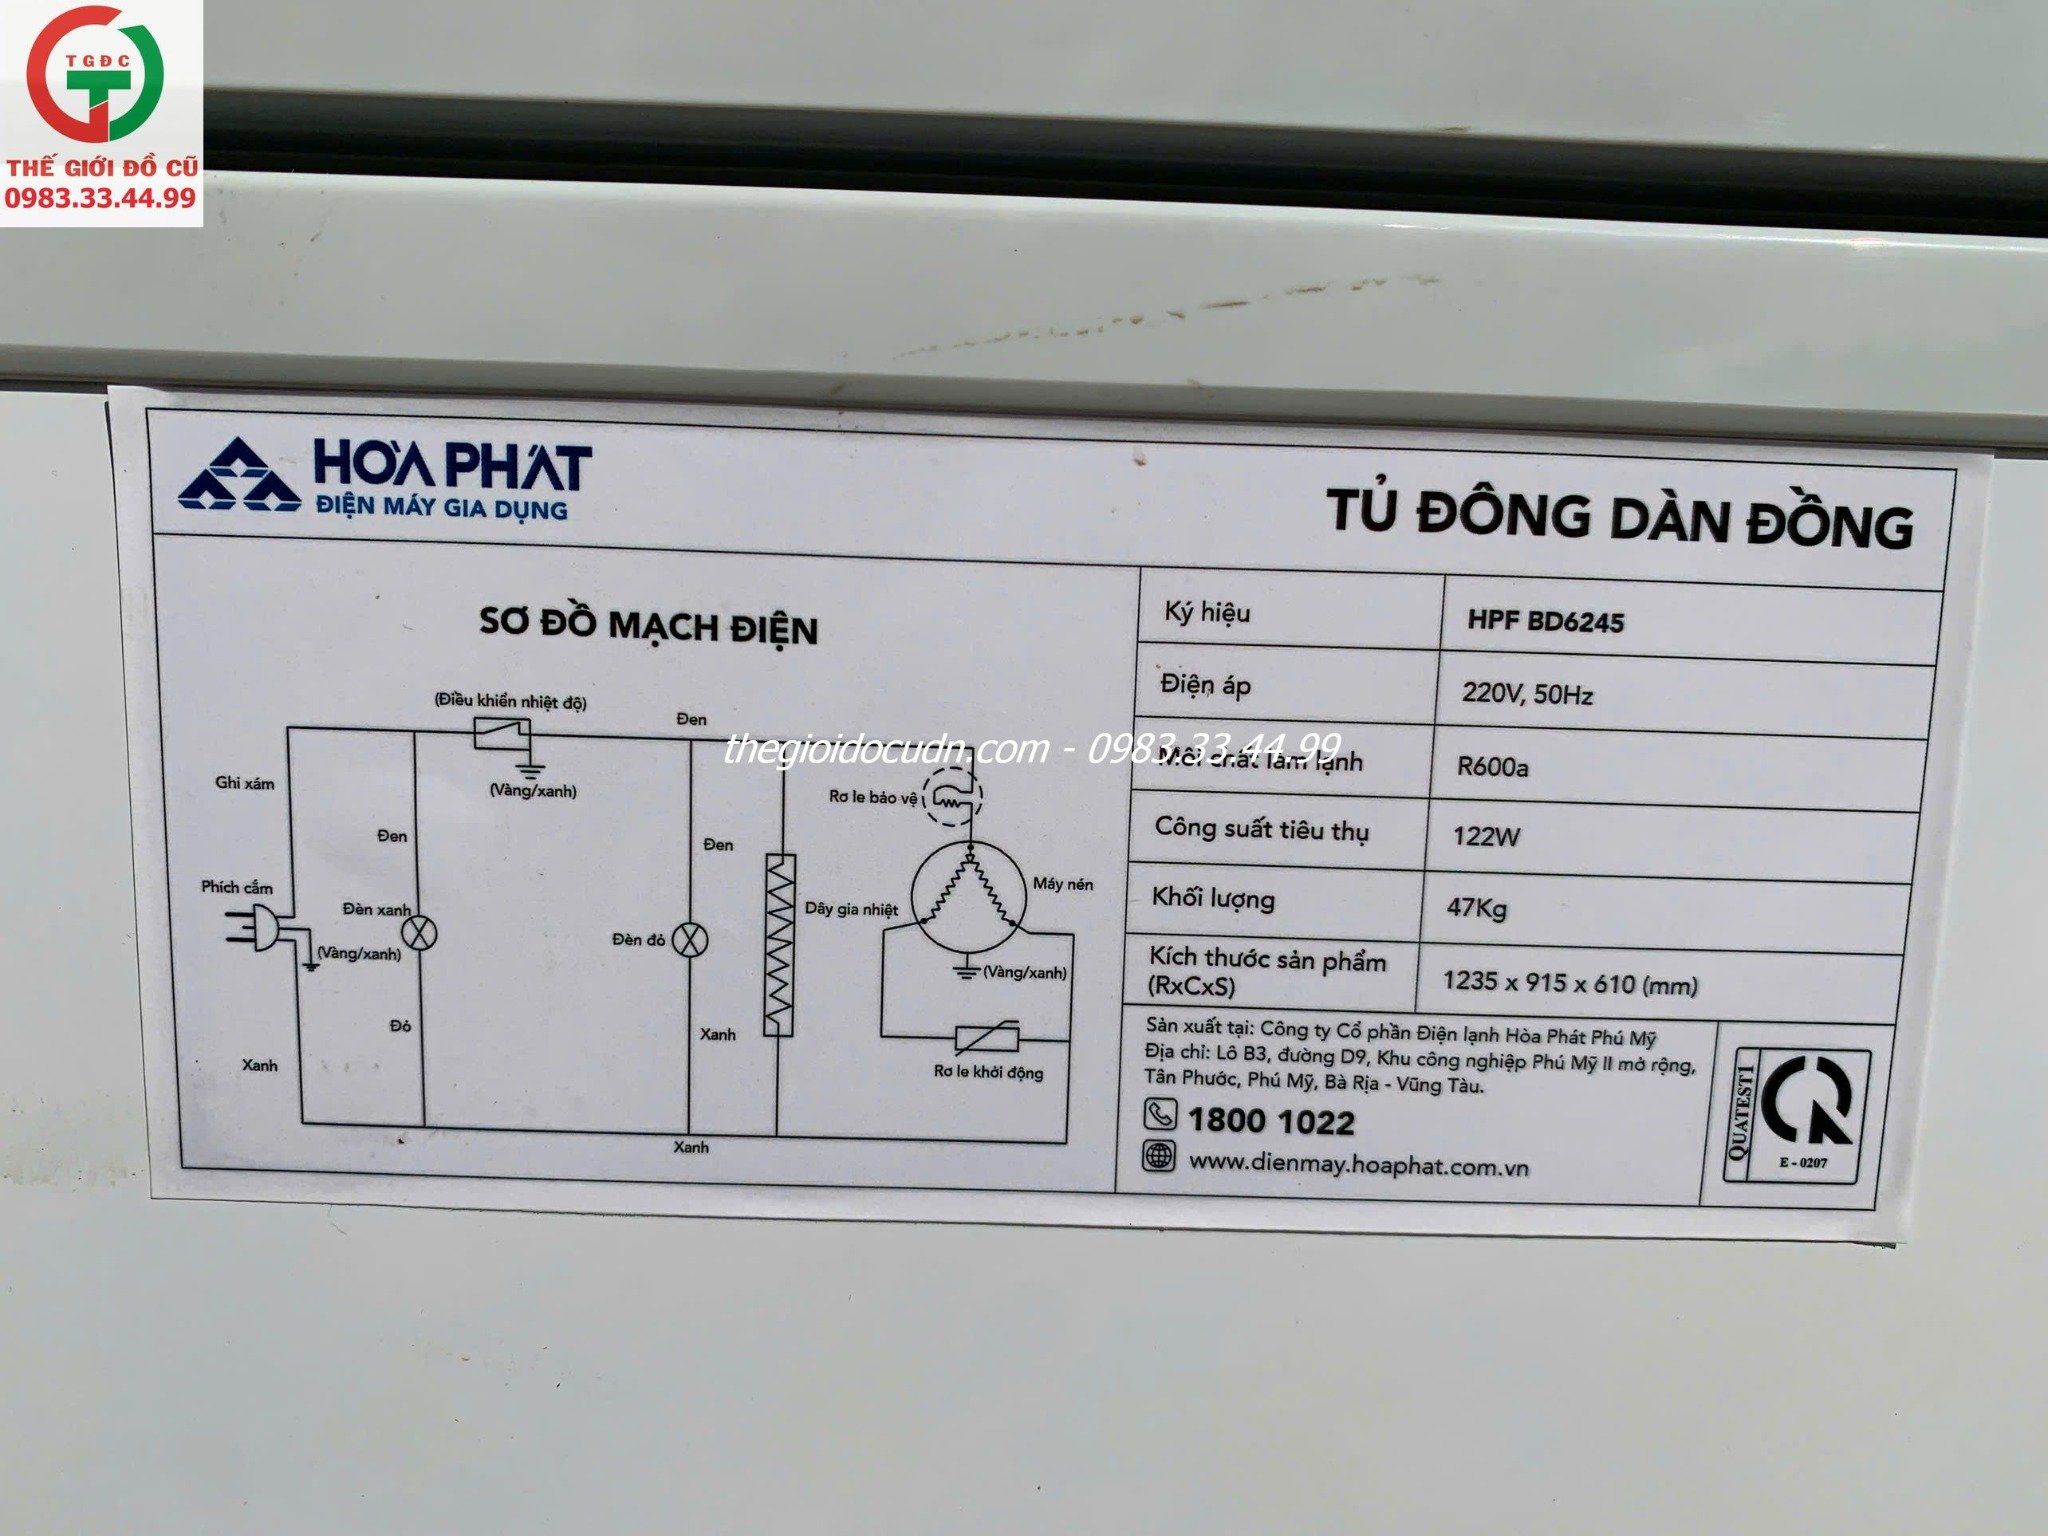 TGĐC
THẾ GIỚI ĐỒ CŨ
0983.33.44.99
HÒA PHÁT
ĐIỆN MÁY GIA DỤNG
TỦ ĐÔNG DÀN ĐỒNG
SƠ ĐỒ MẠCH ĐIỆN
(Điều khiển nhiệt độ)
Đen
(Vàng/xanh)
Ghi xám
Rơ le bảo vệ
Đen
Đen
Phích cắm
Máy nén
Đèn xanh
Dây gia nhiệt
(Vàng/xanh)
Đèn đỏ
(Vàng/xanh)
Đỏ
Xanh
Xanh
Rơ le khởi động
Xanh
thegioidocudn.com - 0983.33.44.99
Ký hiệu HPF BD6245
Điện áp 220V, 50Hz
Môi chất làm lạnh R600a
Công suất tiêu thụ 122W
Khối lượng 47Kg
Kích thước sản phẩm
(RxCxS) 1235 x 915 x 610 (mm)
Sản xuất tại: Công ty Cổ phần Điện lạnh Hòa Phát Phú Mỹ
Địa chỉ: Lô B3, đường D9, Khu công nghiệp Phú Mỹ II mở rộng,
Tân Phước, Phú Mỹ, Bà Rịa - Vũng Tàu.
1800 1022
www.dienmay.hoaphat.com.vn
QUATEST1
E - 0207